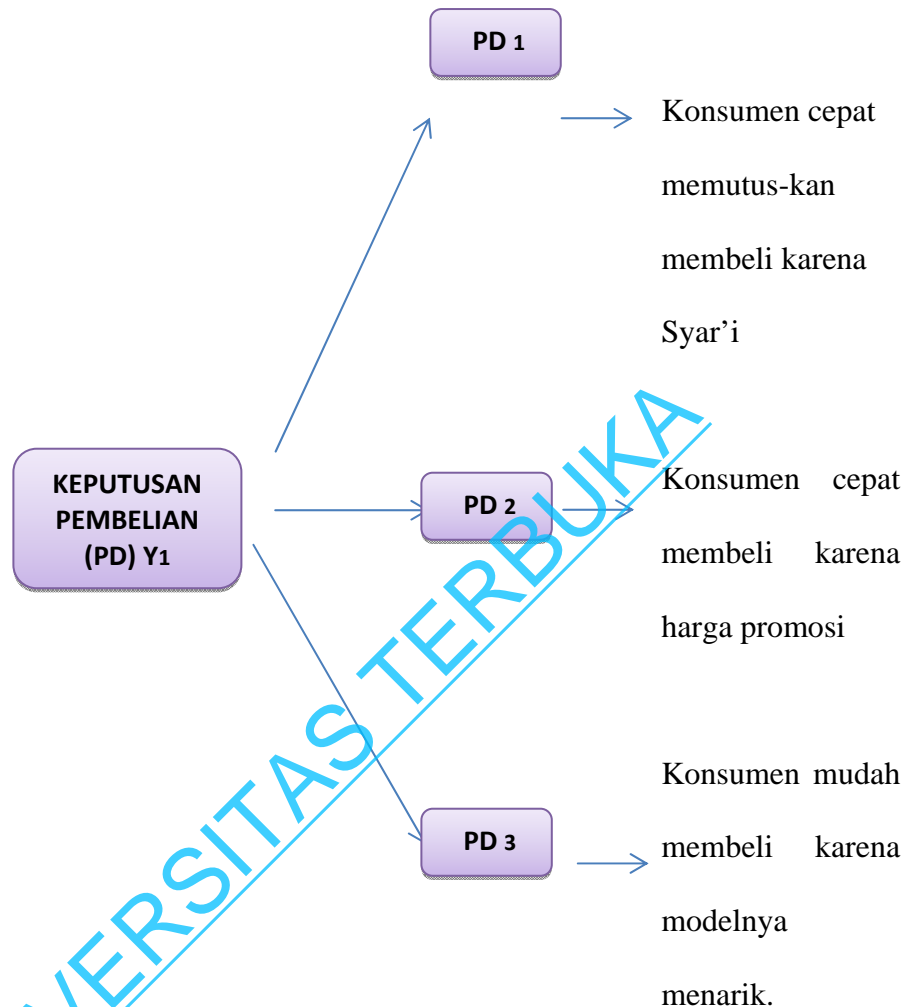 PD 1
Konsumen cepat
memutus-kan
membeli karena
Syar’i
KEPUTUSAN
PEMBELIAN
(PD) Y1
PD 2
Konsumen cepat
membeli karena
harga promosi
PD 3
Konsumen mudah
membeli karena
modelnya
menarik.
VERSITAS TERBUKA